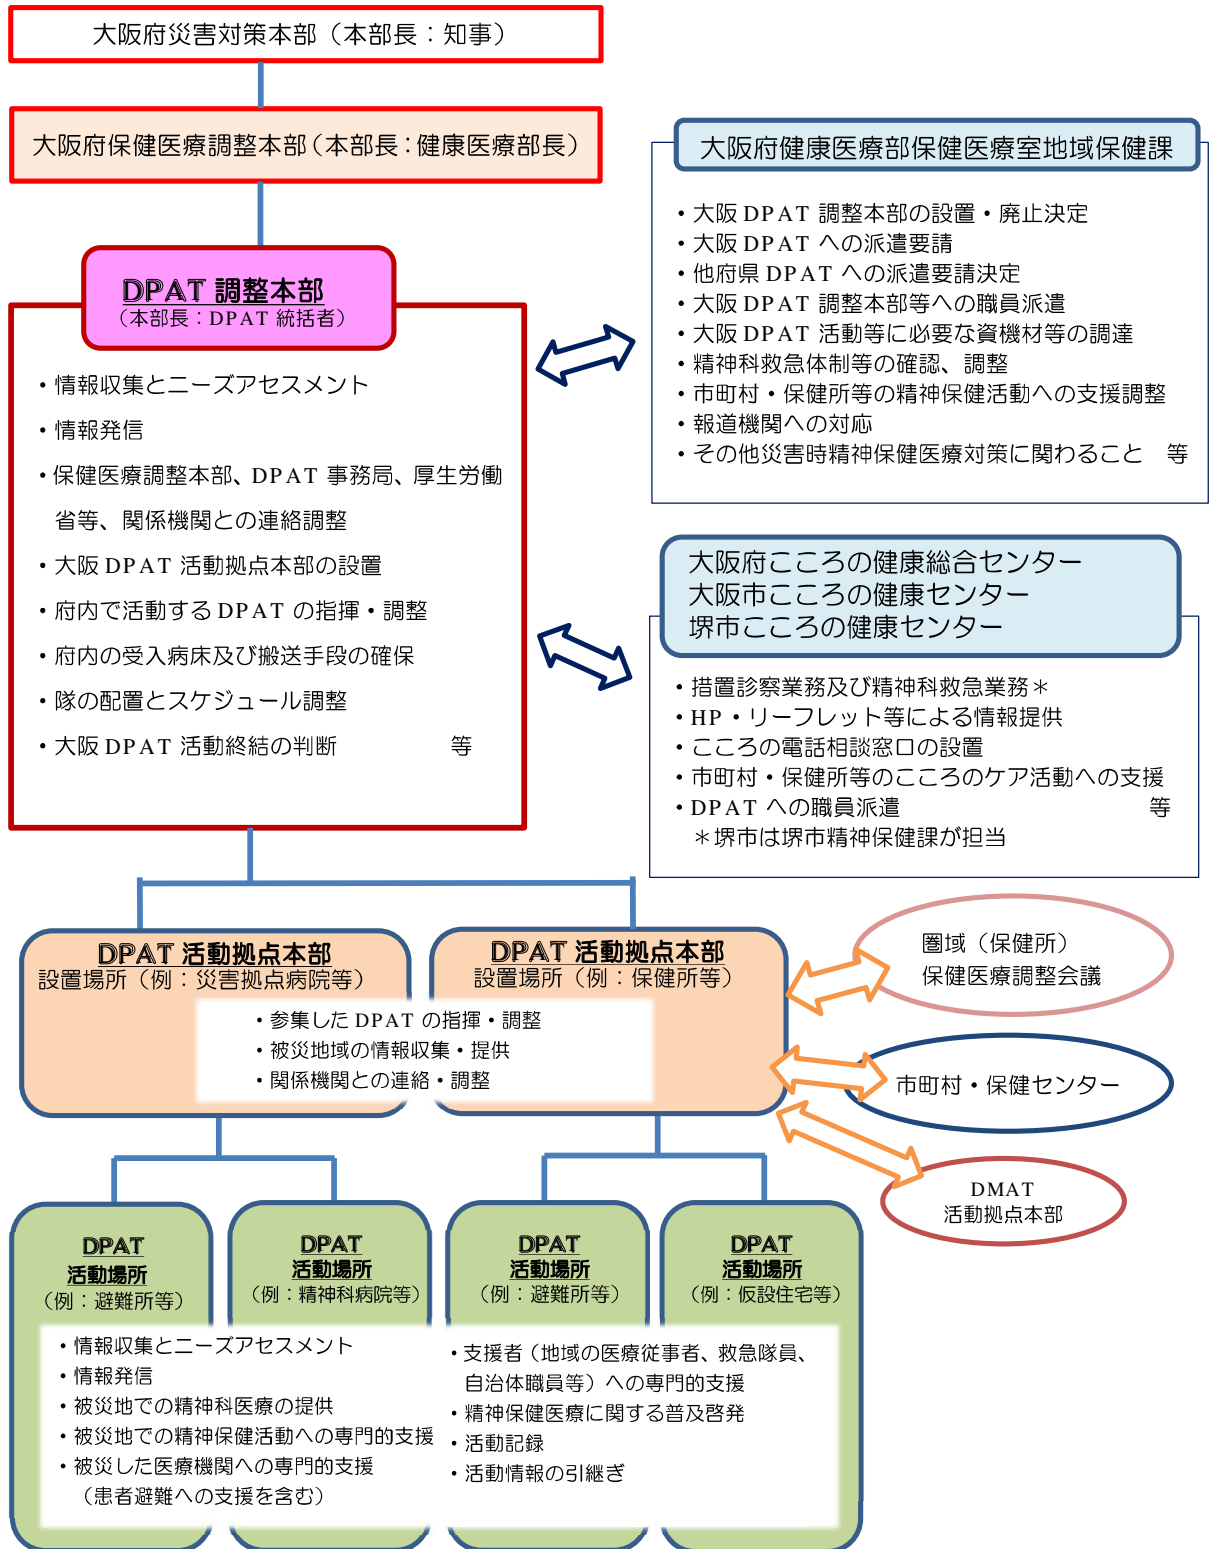 大阪府災害対策本部（本部長：知事）
大阪府保健医療調整本部（本部長：健康医療部長）
DPAT 調整本部
（本部長：DPAT 統括者）
・情報収集とニーズアセスメント
・情報発信
・保健医療調整本部、DPAT 事務局、厚生労働
省等、関係機関との連絡調整
・大阪 DPAT 活動拠点本部の設置
・府内で活動する DPAT の指揮・調整
・府内の受入病床及び搬送手段の確保
・隊の配置とスケジュール調整
・大阪 DPAT 活動終結の判断　　　　　等
大阪府健康医療部保健医療室地域保健課
・大阪 DPAT 調整本部の設置・廃止決定
・大阪 DPAT への派遣要請
・他府県 DPAT への派遣要請決定
・大阪 DPAT 調整本部等への職員派遣
・大阪 DPAT 活動等に必要な資機材等の調達
・精神科救急体制等の確認、調整
・市町村・保健所等の精神保健活動への支援調整
・報道機関への対応
・その他災害時精神保健医療対策に関わること　等
大阪府こころの健康総合センター
大阪市こころの健康センター
堺市こころの健康センター
・措置診察業務及び精神科救急業務＊
・HP・リーフレット等による情報提供
・こころの電話相談窓口の設置
・市町村・保健所等のこころのケア活動への支援
・DPAT への職員派遣　　　　　　　　　　　等
＊堺市は堺市精神保健課が担当
DPAT 活動拠点本部
設置場所（例：災害拠点病院等）
DPAT 活動拠点本部
設置場所（例：保健所等）
・参集した DPAT の指揮・調整
・被災地域の情報収集・提供
・関係機関との連絡・調整
圏域（保健所）
保健医療調整会議
市町村・保健センター
DMAT
活動拠点本部
DPAT
活動場所
（例：避難所等）
DPAT
活動場所
（例：精神科病院等）
DPAT
活動場所
（例：避難所等）
DPAT
活動場所
（例：仮設住宅等）
・情報収集とニーズアセスメント
・情報発信
・被災地での精神科医療の提供
・被災地での精神保健活動への専門的支援
・被災した医療機関への専門的支援
（患者避難への支援を含む）
・支援者（地域の医療従事者、救急隊員、
自治体職員等）への専門的支援
・精神保健医療に関する普及啓発
・活動記録
・活動情報の引継ぎ